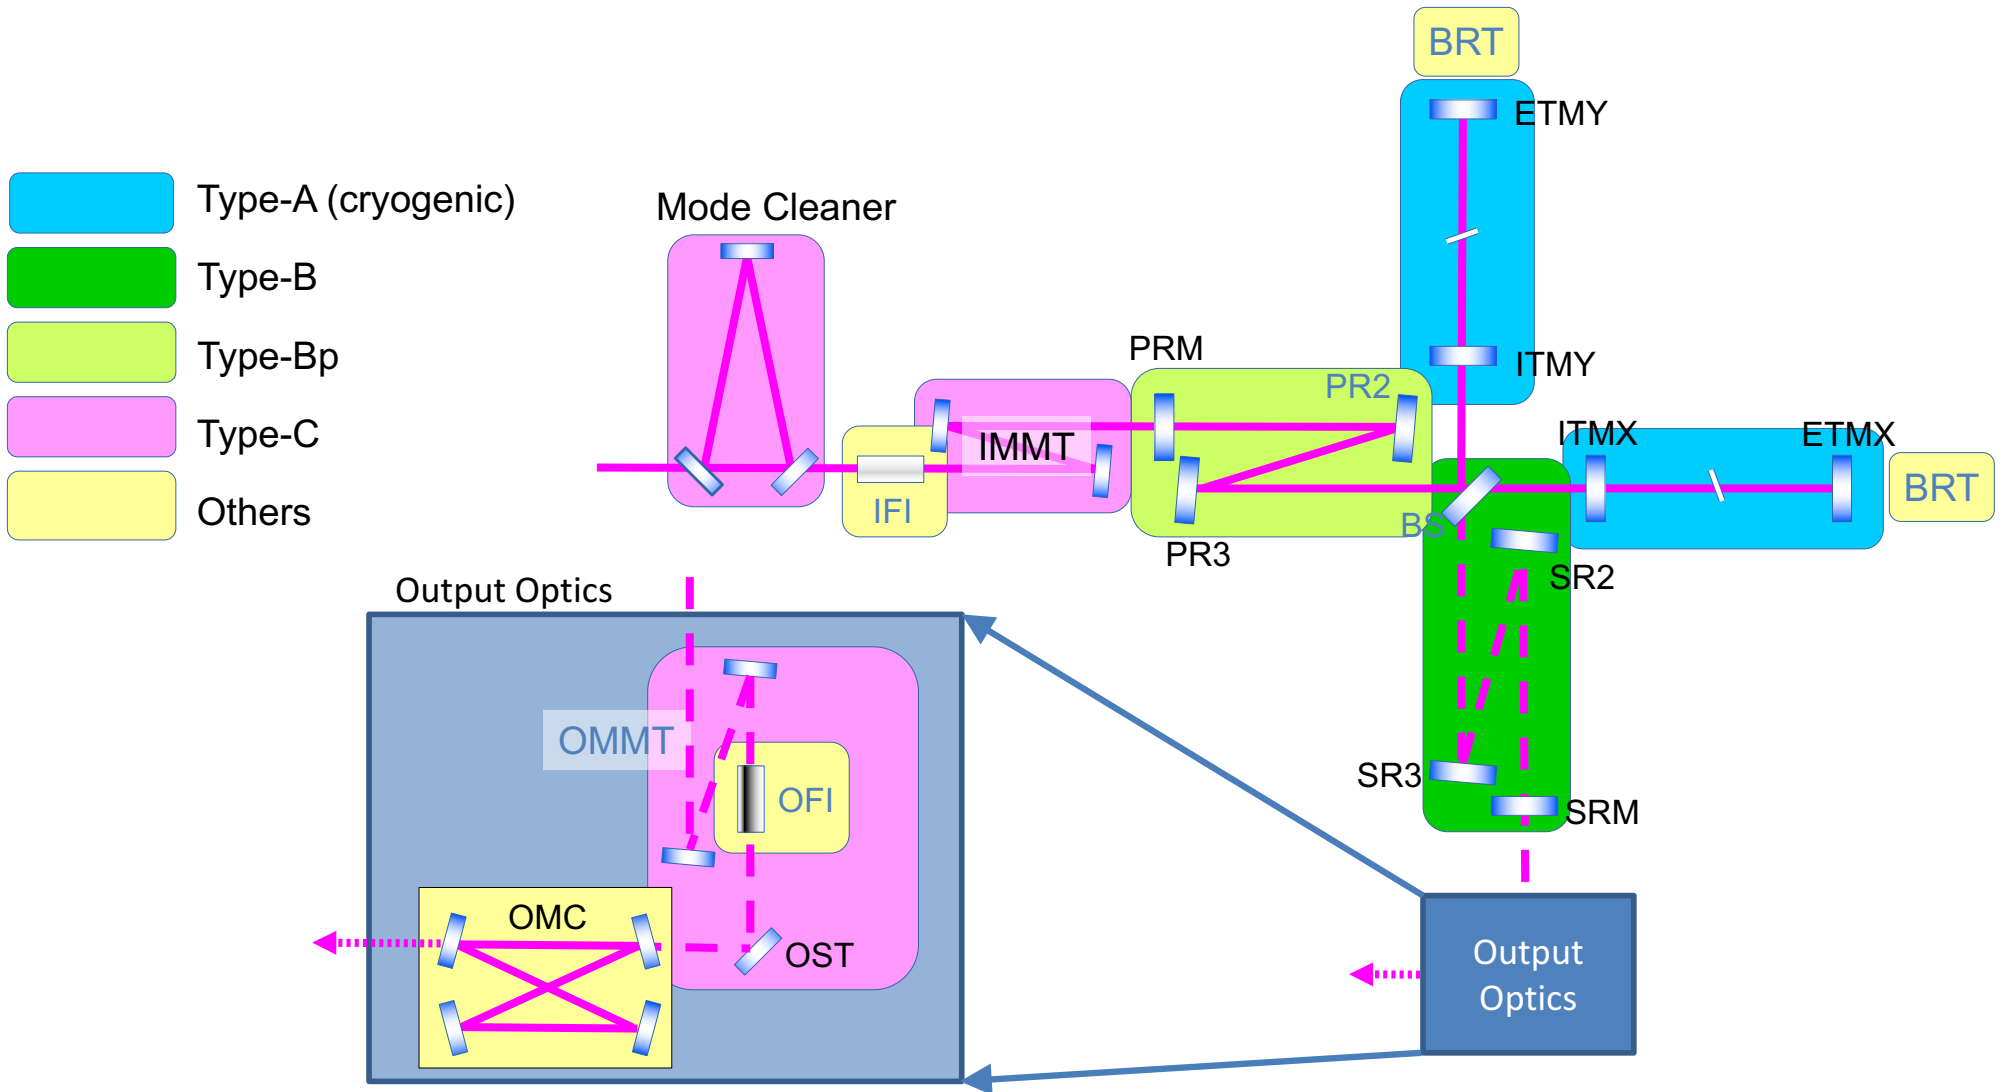 BRT
ETMY
Type-A (cryogenic)
Mode Cleaner
Type-B
Type-Bp
PRM
ITMY
PR2
Type-C
IMMT
ITMX
ETMX
BRT
Others
IFI
BS
PR3
SR2
Output Optics
OMMT
OFI
SR3
SRM
OMC
OST
Output
Optics